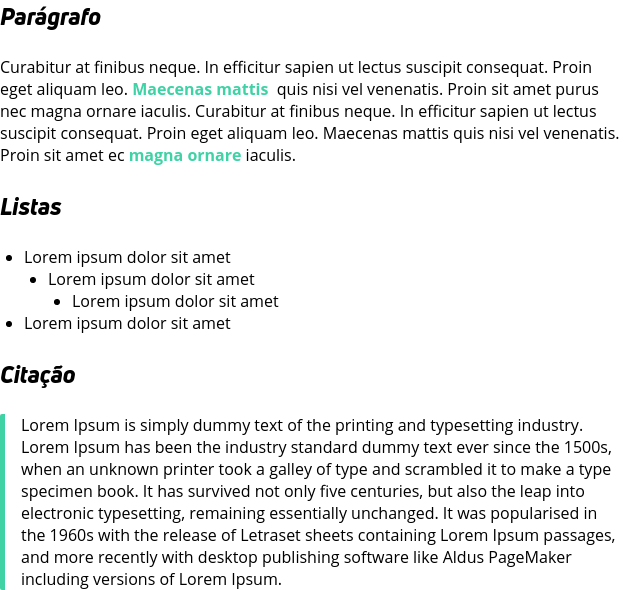 Parágrafo
Curabitur at finibus neque. In efficitur sapien ut lectus suscipit consequat. Proin
eget aliquam leo. Maecenas mattis  quis nisi vel venenatis. Proin sit amet purus
nec magna ornare iaculis. Curabitur at finibus neque. In efficitur sapien ut lectus
suscipit consequat. Proin eget aliquam leo. Maecenas mattis quis nisi vel venenatis.
Proin sit amet ec magna ornare iaculis.
Listas
• Lorem ipsum dolor sit amet
• Lorem ipsum dolor sit amet
• Lorem ipsum dolor sit amet
• Lorem ipsum dolor sit amet
Citação
Lorem Ipsum is simply dummy text of the printing and typesetting industry.
Lorem Ipsum has been the industry standard dummy text ever since the 1500s,
when an unknown printer took a galley of type and scrambled it to make a type
specimen book. It has survived not only five centuries, but also the leap into
electronic typesetting, remaining essentially unchanged. It was popularised in
the 1960s with the release of Letraset sheets containing Lorem Ipsum passages,
and more recently with desktop publishing software like Aldus PageMaker
including versions of Lorem Ipsum.